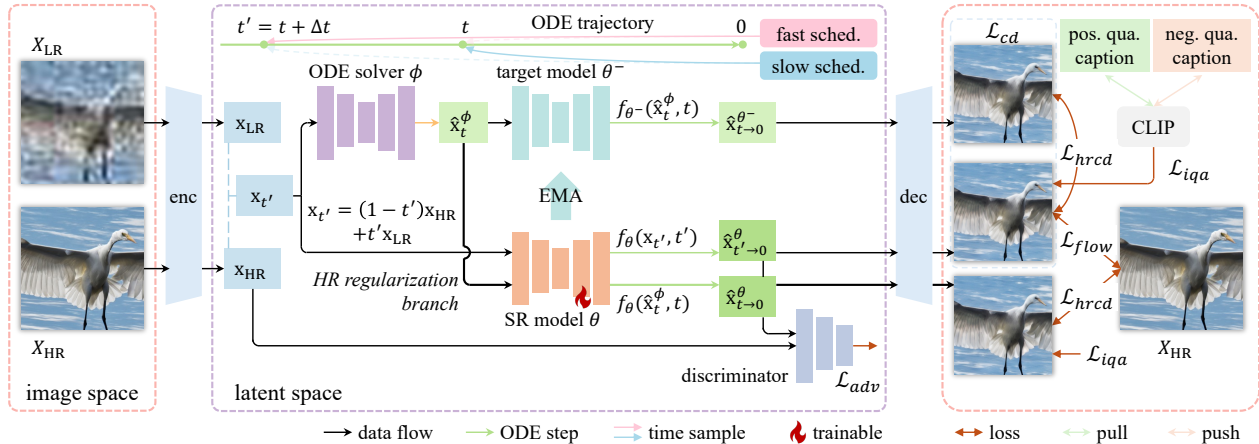 X_LR
X_HR
image space
enc
t′ = t + Δt
t
ODE trajectory
0
fast sched.
slow sched.
ODE solver ϕ
target model θ⁻
x_LR
x_t′
x_HR
x̂_t^ϕ
f_θ⁻(x̂_t^ϕ, t)
x̂_{t→0}^{θ⁻}
EMA
x_t′ = (1 − t′)x_HR
+t′x_LR
HR regularization
branch
f_θ(x_t′, t′)
x̂_{t′→0}^θ
f_θ(x̂_t^ϕ, t)
x̂_{t→0}^θ
SR model θ
discriminator
ℒ_adv
latent space
dec
ℒ_cd
pos. qua.
caption
neg. qua.
caption
CLIP
ℒ_hrcd
ℒ_iqa
ℒ_flow
ℒ_hrcd
ℒ_iqa
X_HR
data flow
ODE step
time sample
trainable
loss
pull
push